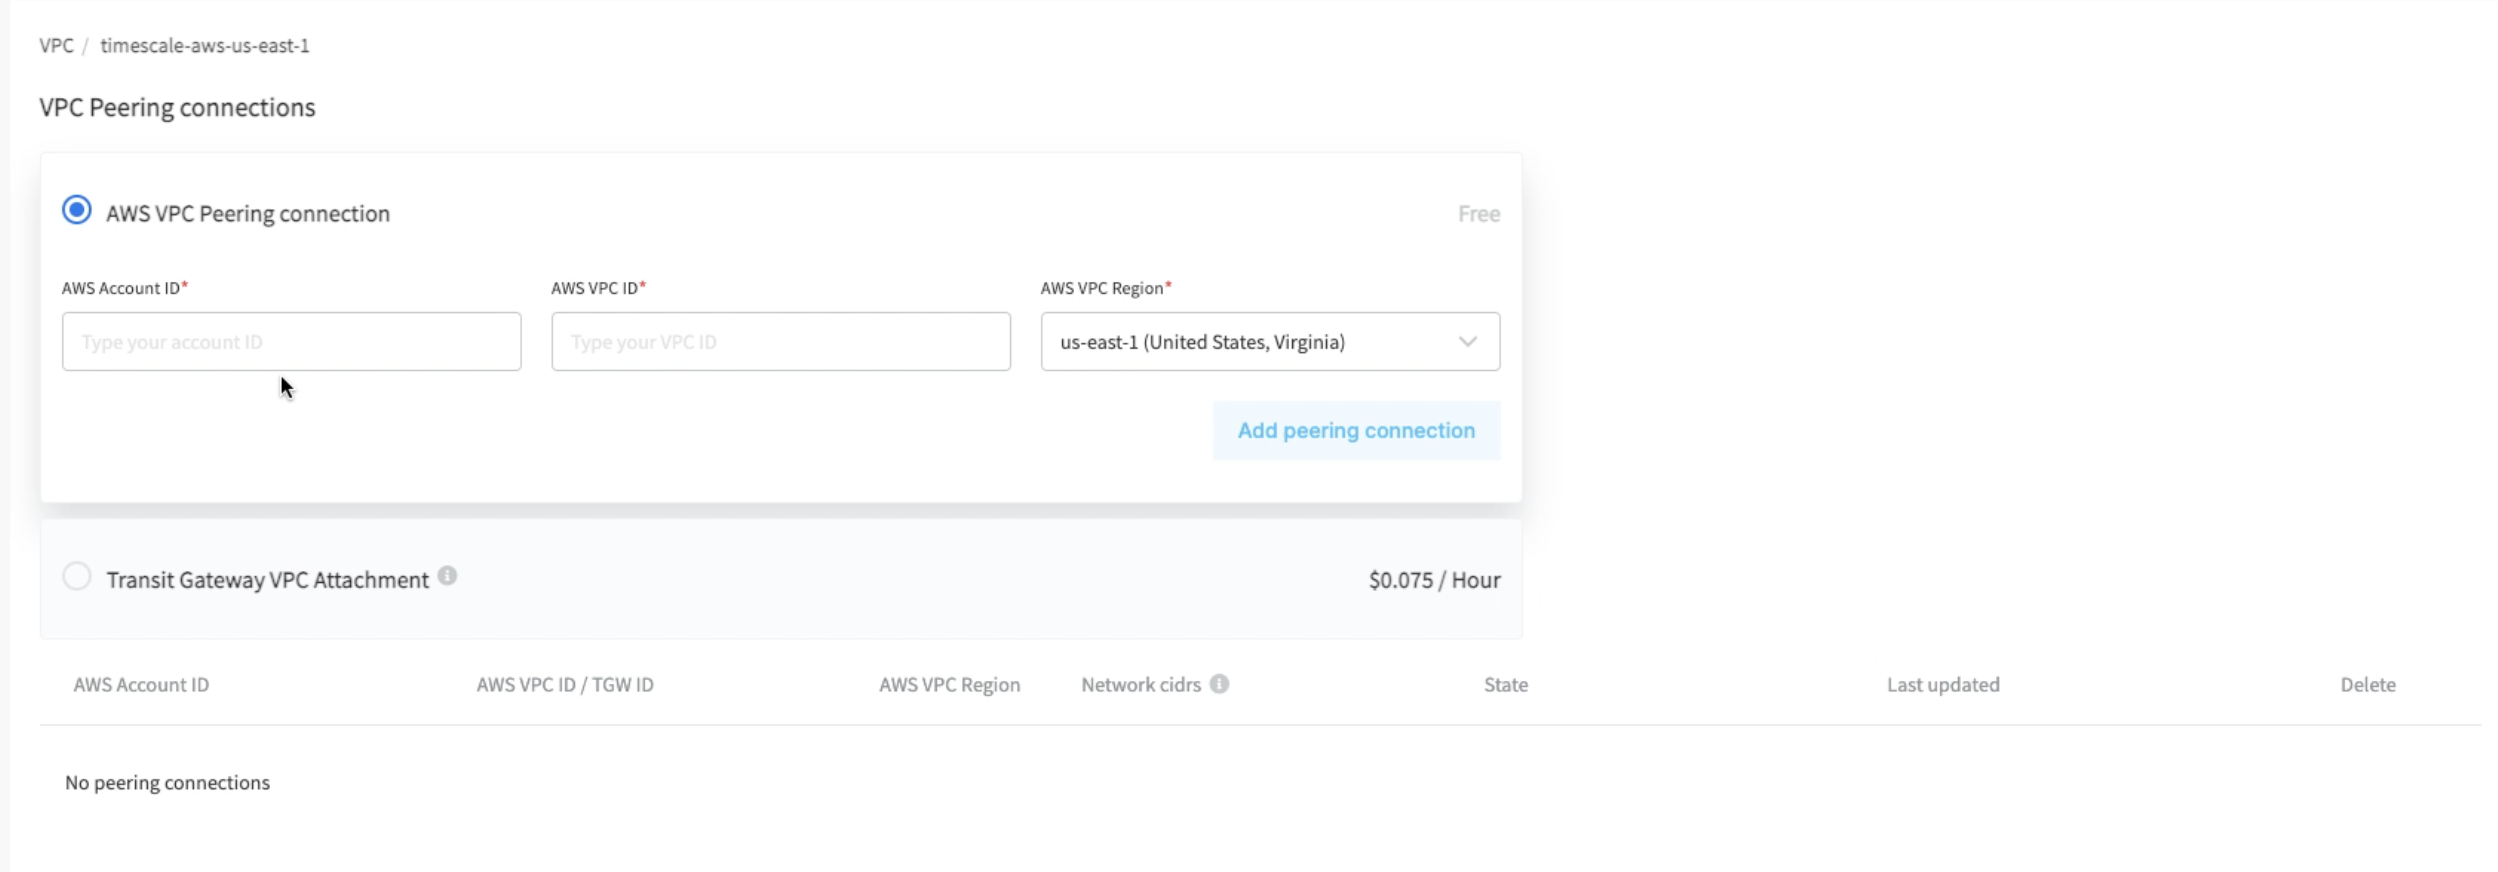 VPC / timescale-aws-us-east-1
VPC Peering connections
AWS VPC Peering connection Free
AWS Account ID* AWS VPC ID* AWS VPC Region*
Type your account ID Type your VPC ID us-east-1 (United States, Virginia)
Add peering connection
Transit Gateway VPC Attachment $0.075 / Hour
AWS Account ID AWS VPC ID / TGW ID AWS VPC Region Network cidrs State Last updated Delete
No peering connections